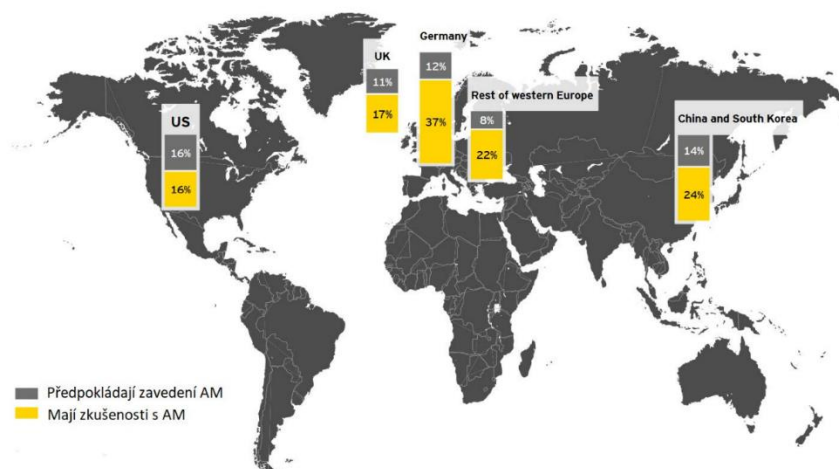 Germany
UK
12%
11%
Rest of western Europe
US
17%
37%
8%
China and South Korea
16%
22%
14%
16%
24%
Předpokládají zavedení AM
Mají zkušenosti s AM